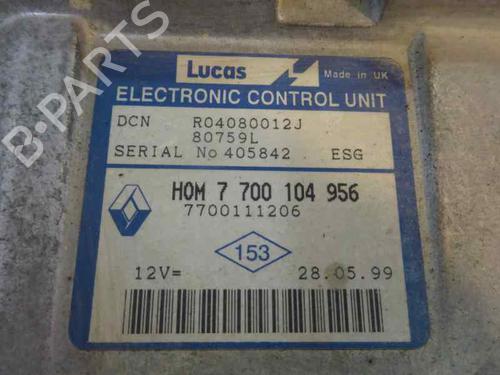 Lucas
Made in UK
ELECTRONIC CONTROL UNIT
DCN R04080012J
80759L
SERIAL No 405842 ESG
HOM 7 700 104 956
7700111206
153
12V= 28.05.99
B-PARTS